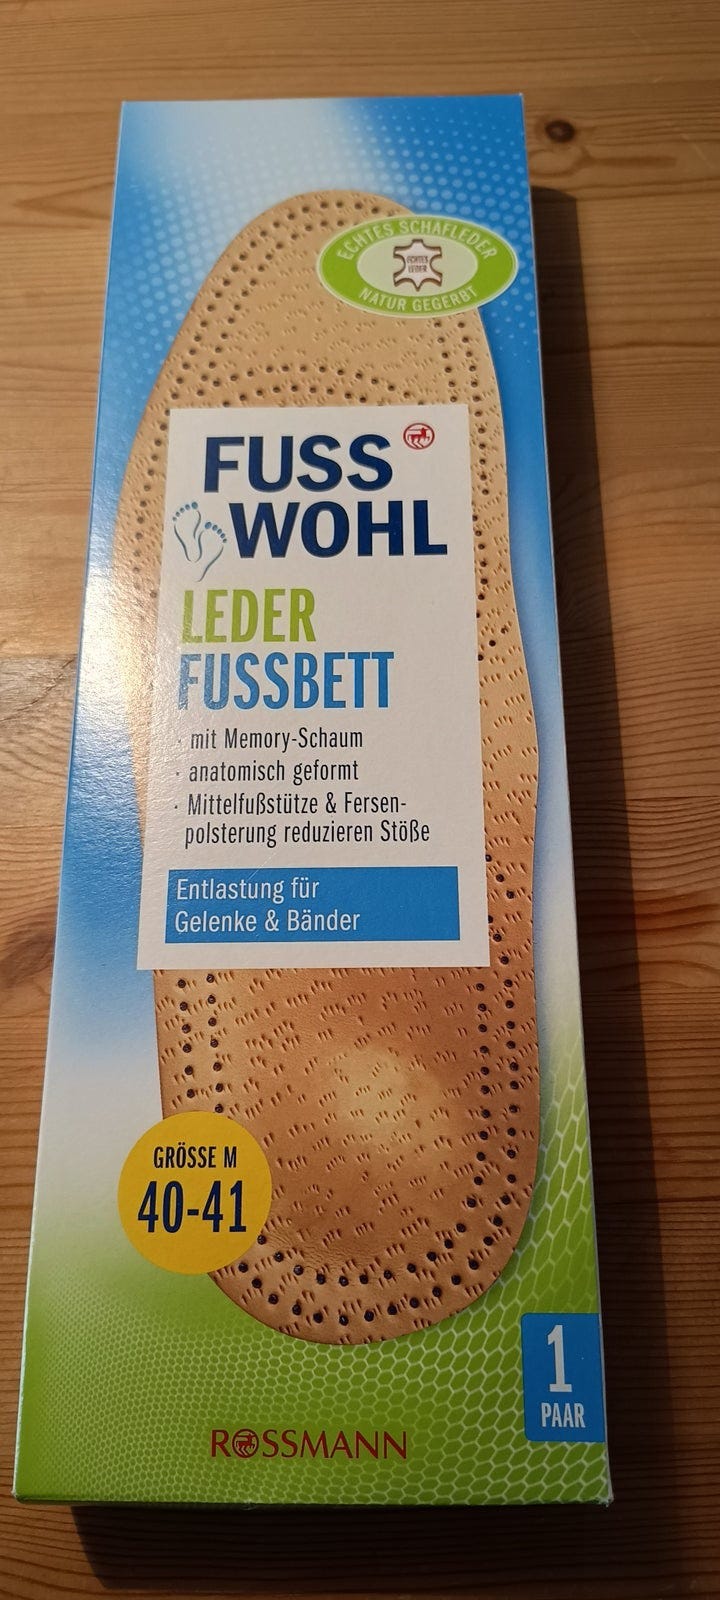 ECHTES SCHAFLEDER
ECHTES
LEDER
NATUR GEGERBT
FUSS
WOHL
LEDER
FUSSBETT
· mit Memory-Schaum
· anatomisch geformt
· Mittelfußstütze & Fersen-
polsterung reduzieren Stöße
Entlastung für
Gelenke & Bänder
GRÖSSE M
40-41
1
PAAR
ROSSMANN